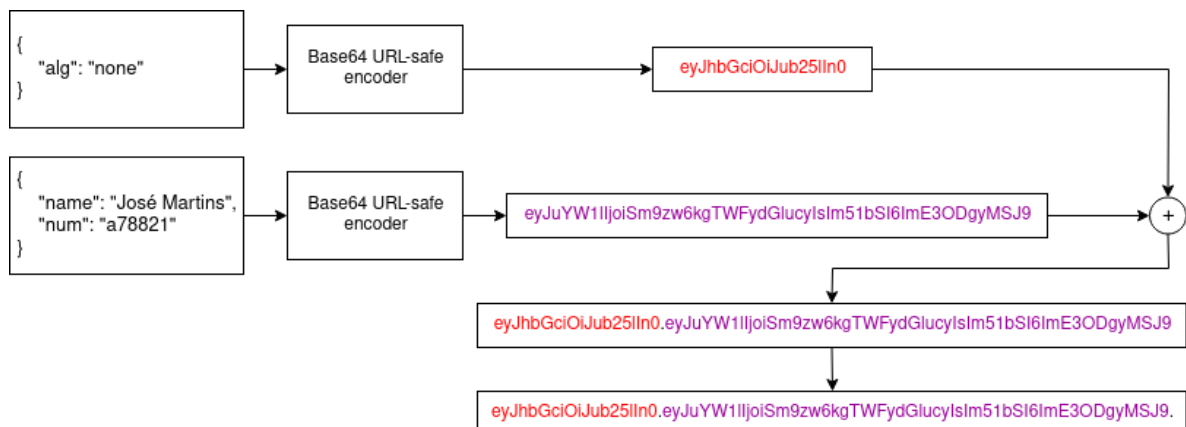 {
"alg": "none"
}
Base64 URL-safe
encoder
eyJhbGciOiJub25lIn0
{
"name": "José Martins",
"num": "a78821"
}
Base64 URL-safe
encoder
eyJuYW1lIjoiSm9zw6kgTWFydGlucyIsIm51bSI6ImE3ODgyMSJ9
+
eyJhbGciOiJub25lIn0.eyJuYW1lIjoiSm9zw6kgTWFydGlucyIsIm51bSI6ImE3ODgyMSJ9
eyJhbGciOiJub25lIn0.eyJuYW1lIjoiSm9zw6kgTWFydGlucyIsIm51bSI6ImE3ODgyMSJ9.